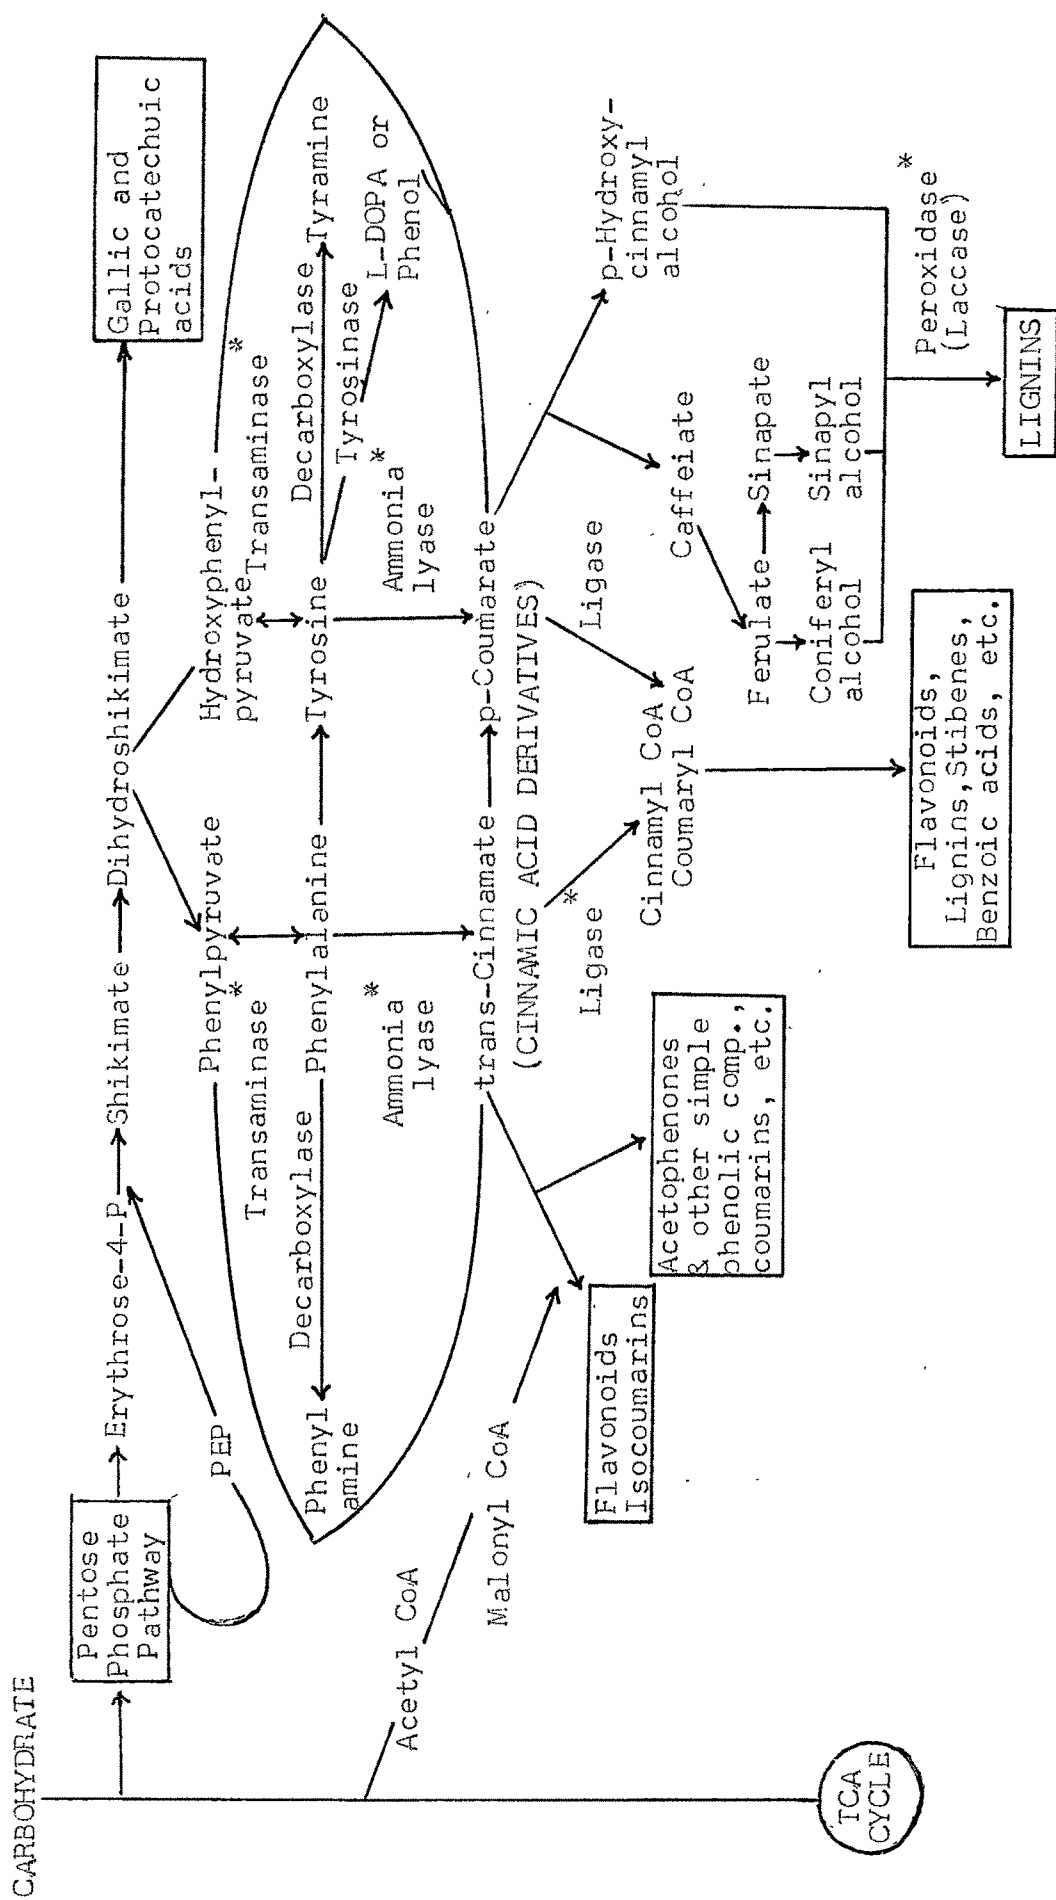 CARBOHYDRATE
Pentose
Phosphate
Pathway
Erythrose-4-P
Shikimate
Dihydroshikimate
Gallic and
Protocatechuic
acids
PEP
Phenylpyruvate
Transaminase*
Hydroxyphenyl-
pyruvate
Transaminase*
Phenyl
amine
Decarboxylase
Phenylalanine
Tyrosine
Decarboxylase
Tyramine
Tyrosinase
L-DOPA or
Phenol
Ammonia*
lyase
Ammonia*
lyase
Acetyl CoA
Malonyl CoA
trans-Cinnamate
p-Coumarate
(CINNAMIC ACID DERIVATIVES)
Ligase*
Ligase
Flavonoids
Isocoumarins
Acetophenones
& other simple
phenolic comp.,
coumarins, etc.
Cinnamyl CoA
Coumaryl CoA
Caffeiate
p-Hydroxy-
cinnamyl
alcohol
Ferulate
Sinapate
Coniferyl
alcohol
Sinapyl
alcohol
TCA
CYCLE
Flavonoids,
Lignins,Stibenes,
Benzoic acids, etc.
Peroxidase*
(Laccase)
LIGNINS